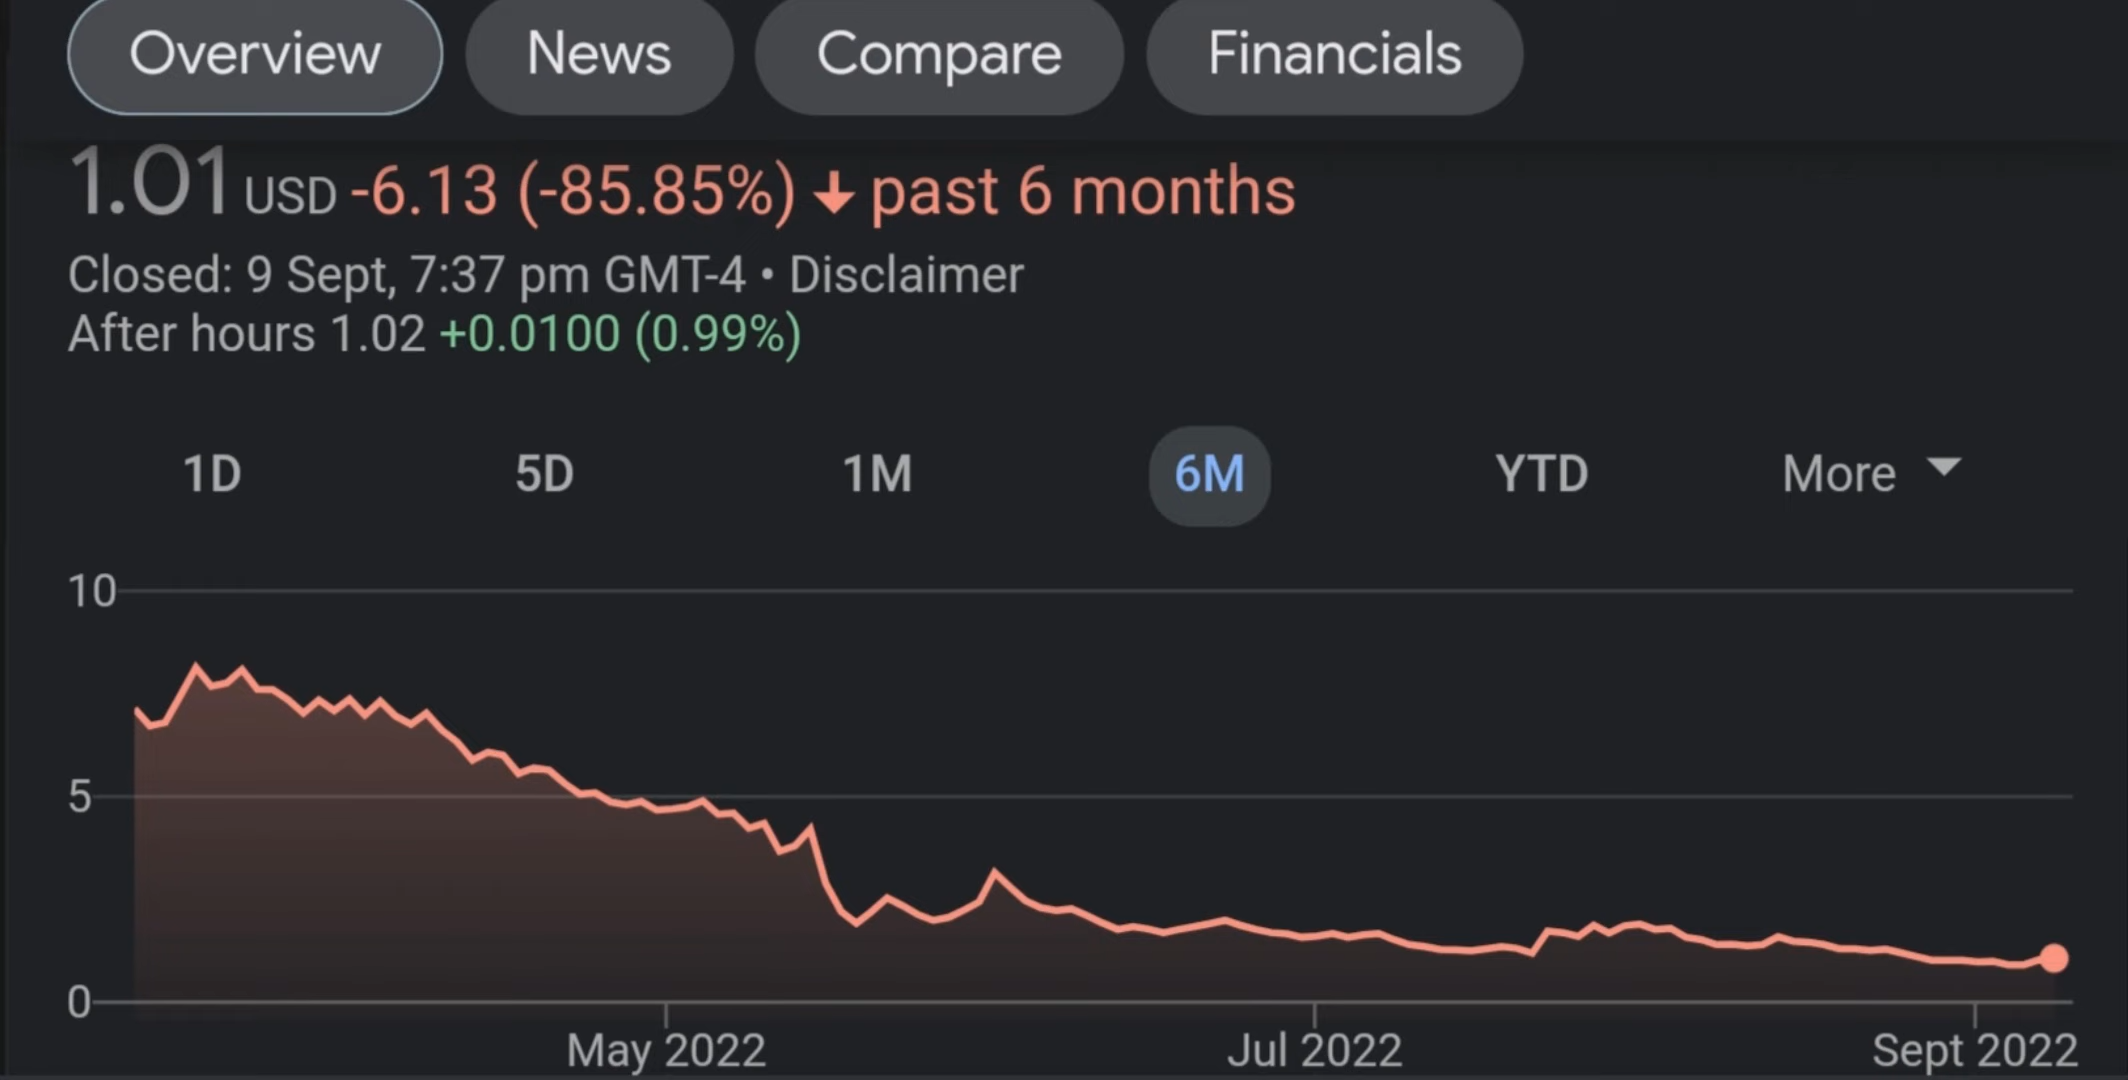 Overview News Compare Financials
1.01 USD -6.13 (-85.85%) ↓ past 6 months
Closed: 9 Sept, 7:37 pm GMT-4 • Disclaimer
After hours 1.02 +0.0100 (0.99%)
1D 5D 1M 6M YTD More
10
5
0
May 2022 Jul 2022 Sept 2022